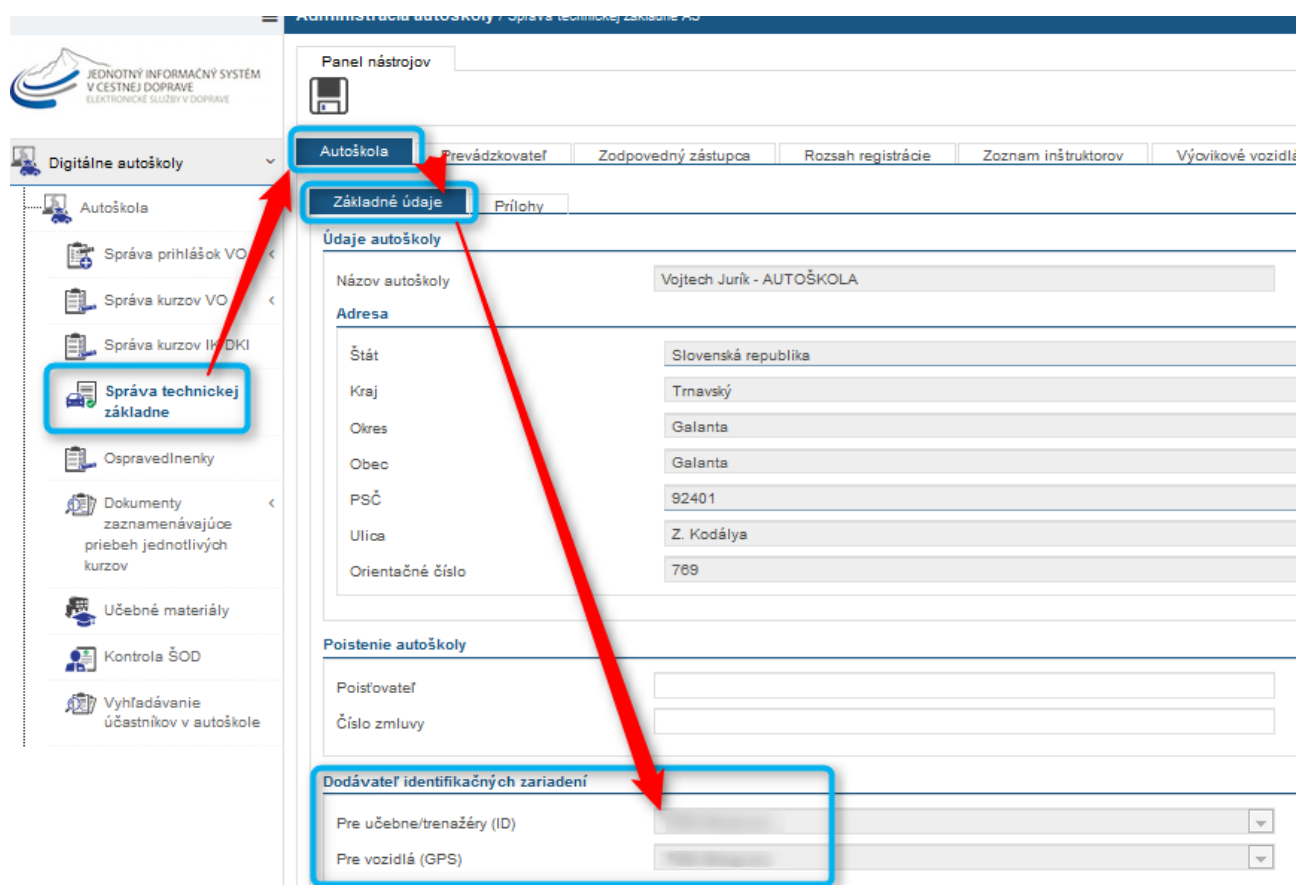 Administrácia autoškoly / Správa technickej základne AŠ
JEDNOTNÝ INFORMAČNÝ SYSTÉM
V CESTNEJ DOPRAVE
ELEKTRONICKÉ SLUŽBY V DOPRAVE
Panel nástrojov
Digitálne autoškoly
Autoškola
Správa prihlášok VO
Správa kurzov VO
Správa kurzov IK/DKI
Správa technickej
základne
Ospravedlnenky
Dokumenty
zaznamenávajúce
priebeh jednotlivých
kurzov
Učebné materiály
Kontrola ŠOD
Vyhľadávanie
účastníkov v autoškole
Autoškola Prevádzkovateľ Zodpovedný zástupca Rozsah registrácie Zoznam inštruktorov Výcvikové vozidlá
Základné údaje Prílohy
Údaje autoškoly
Názov autoškoly Vojtech Jurík - AUTOŠKOLA
Adresa
Štát Slovenská republika
Kraj Trnavský
Okres Galanta
Obec Galanta
PSČ 92401
Ulica Z. Kodálya
Orientačné číslo 769
Poistenie autoškoly
Poisťovateľ
Číslo zmluvy
Dodávateľ identifikačných zariadení
Pre učebne/trenažéry (ID)
Pre vozidlá (GPS)